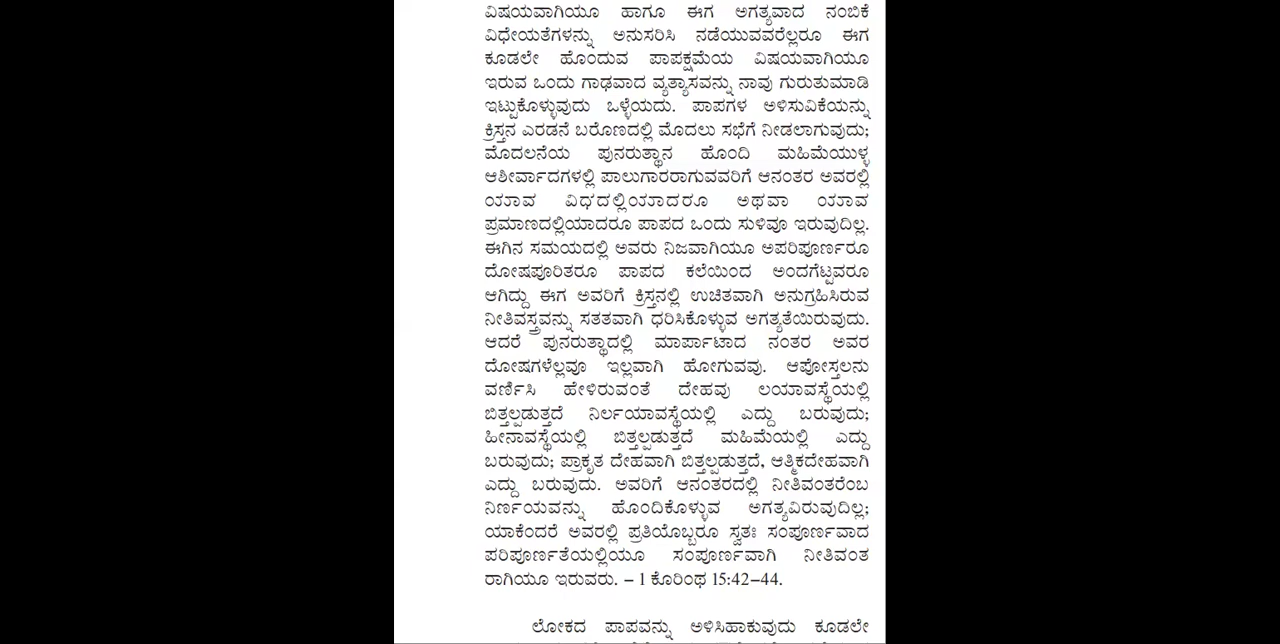 ವಿಷಯವಾಗಿಯೂ ಹಾಗೂ ಈಗ ಅಗತ್ಯವಾದ ನಂಬಿಕೆ
ವಿಧೇಯತೆಗಳನ್ನು ಅನುಸರಿಸಿ ನಡೆಯುವವರೆಲ್ಲರೂ ಈಗ
ಕೂಡಲೇ ಹೊಂದುವ ಪಾಪಕ್ಷಮೆಯ ವಿಷಯವಾಗಿಯೂ
ಇರುವ ಒಂದು ಗಾಢವಾದ ವ್ಯತ್ಯಾಸವನ್ನು ನಾವು ಗುರುತುಮಾಡಿ
ಇಟ್ಟುಕೊಳ್ಳುವುದು ಒಳ್ಳೆಯದು. ಪಾಪಗಳ ಅಳಿಸುವಿಕೆಯನ್ನು
ಕ್ರಿಸ್ತನ ಎರಡನೆ ಬರೋಣದಲ್ಲಿ ಮೊದಲು ಸಭೆಗೆ ನೀಡಲಾಗುವುದು;
ಮೊದಲನೆಯ ಪುನರುತ್ಥಾನ ಹೊಂದಿ ಮಹಿಮೆಯುಳ್ಳ
ಆಶೀರ್ವಾದಗಳಲ್ಲಿ ಪಾಲುಗಾರರಾಗುವವರಿಗೆ ಆನಂತರ ಅವರಲ್ಲಿ
ಯಾವ ವಿಧದಲ್ಲಿಯಾದರೂ ಅಥವಾ ಯಾವ
ಪ್ರಮಾಣದಲ್ಲಿಯಾದರೂ ಪಾಪದ ಒಂದು ಸುಳಿವೂ ಇರುವುದಿಲ್ಲ.
ಈಗಿನ ಸಮಯದಲ್ಲಿ ಅವರು ನಿಜವಾಗಿಯೂ ಅಪರಿಪೂರ್ಣರೂ
ದೋಷಪೂರಿತರೂ ಪಾಪದ ಕಲೆಯಿಂದ ಅಂದಗೆಟ್ಟವರೂ
ಆಗಿದ್ದು ಈಗ ಅವರಿಗೆ ಕ್ರಿಸ್ತನಲ್ಲಿ ಉಚಿತವಾಗಿ ಅನುಗ್ರಹಿಸಿರುವ
ನೀತಿವಸ್ತ್ರವನ್ನು ಸತತವಾಗಿ ಧರಿಸಿಕೊಳ್ಳುವ ಅಗತ್ಯತೆಯಿರುವುದು.
ಆದರೆ ಪುನರುತ್ಥಾದಲ್ಲಿ ಮಾರ್ಪಾಟಾದ ನಂತರ ಅವರ
ದೋಷಗಳೆಲ್ಲವೂ ಇಲ್ಲವಾಗಿ ಹೋಗುವವು. ಆಪೋಸ್ತಲನು
ವರ್ಣಿಸಿ ಹೇಳಿರುವಂತೆ ದೇಹವು ಲಯಾವಸ್ಥೆಯಲ್ಲಿ
ಬಿತ್ತಲ್ಪಡುತ್ತದೆ ನಿರ್ಲಯಾವಸ್ಥೆಯಲ್ಲಿ ಎದ್ದು ಬರುವುದು;
ಹೀನಾವಸ್ಥೆಯಲ್ಲಿ ಬಿತ್ತಲ್ಪಡುತ್ತದೆ ಮಹಿಮೆಯಲ್ಲಿ ಎದ್ದು
ಬರುವುದು; ಪ್ರಾಕೃತ ದೇಹವಾಗಿ ಬಿತ್ತಲ್ಪಡುತ್ತದೆ, ಆತ್ಮಿಕದೇಹವಾಗಿ
ಎದ್ದು ಬರುವುದು. ಅವರಿಗೆ ಆನಂತರದಲ್ಲಿ ನೀತಿವಂತರೆಂಬ
ನಿರ್ಣಯವನ್ನು ಹೊಂದಿಕೊಳ್ಳುವ ಅಗತ್ಯವಿರುವುದಿಲ್ಲ;
ಯಾಕೆಂದರೆ ಅವರಲ್ಲಿ ಪ್ರತಿಯೊಬ್ಬರೂ ಸ್ವತಃ ಸಂಪೂರ್ಣವಾದ
ಪರಿಪೂರ್ಣತೆಯಲ್ಲಿಯೂ ಸಂಪೂರ್ಣವಾಗಿ ನೀತಿವಂತ
ರಾಗಿಯೂ ಇರುವರು. – 1 ಕೊರಿಂಥ 15:42–44.
ಲೋಕದ ಪಾಪವನ್ನು ಅಳಿಸಿಹಾಕುವುದು ಕೂಡಲೇ